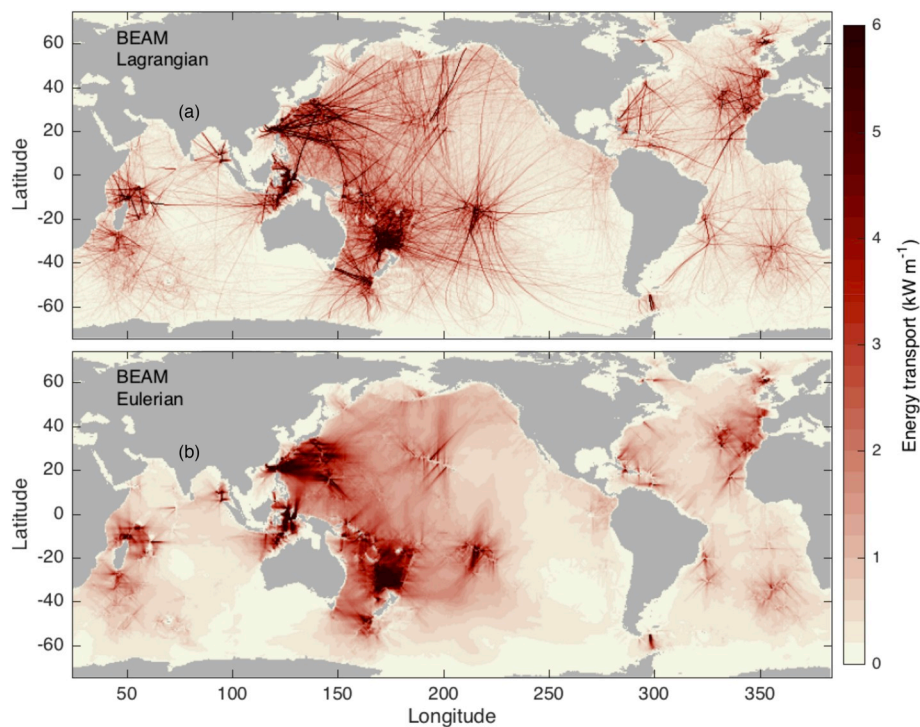 BEAM
Lagrangian
(a)
60
40
20
0
-20
-40
-60
Latitude
BEAM
Eulerian
(b)
60
40
20
0
-20
-40
-60
Latitude
50
100
150
200
250
300
350
Longitude
6
5
4
3
2
1
0
Energy transport (kW m⁻¹)